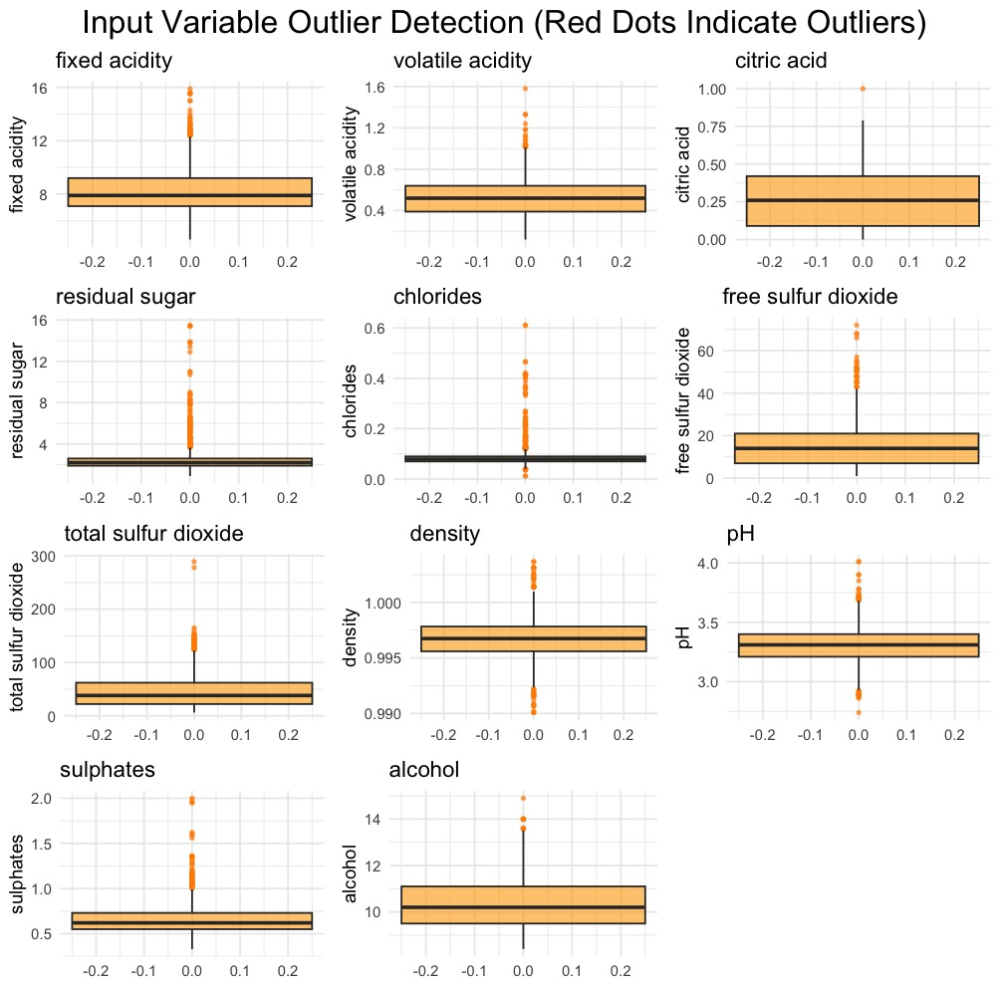 Input Variable Outlier Detection (Red Dots Indicate Outliers)
fixed acidity
fixed acidity
16
12
8
-0.2 -0.1 0.0 0.1 0.2
volatile acidity
volatile acidity
1.6
1.2
0.8
0.4
-0.2 -0.1 0.0 0.1 0.2
citric acid
citric acid
1.00
0.75
0.50
0.25
0.00
-0.2 -0.1 0.0 0.1 0.2
residual sugar
residual sugar
16
12
8
4
-0.2 -0.1 0.0 0.1 0.2
chlorides
chlorides
0.6
0.4
0.2
0.0
-0.2 -0.1 0.0 0.1 0.2
free sulfur dioxide
free sulfur dioxide
60
40
20
0
-0.2 -0.1 0.0 0.1 0.2
total sulfur dioxide
total sulfur dioxide
300
200
100
0
-0.2 -0.1 0.0 0.1 0.2
density
density
1.000
0.995
0.990
-0.2 -0.1 0.0 0.1 0.2
pH
pH
4.0
3.5
3.0
-0.2 -0.1 0.0 0.1 0.2
sulphates
sulphates
2.0
1.5
1.0
0.5
-0.2 -0.1 0.0 0.1 0.2
alcohol
alcohol
14
12
10
-0.2 -0.1 0.0 0.1 0.2